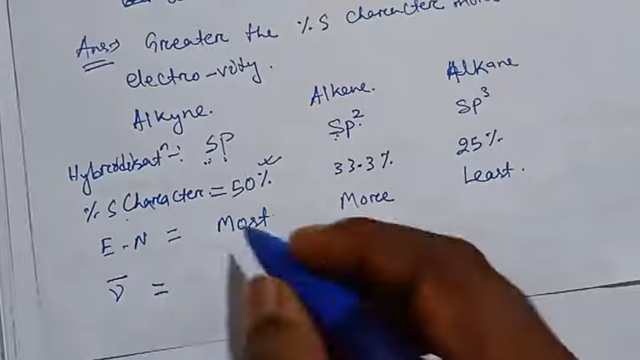 Ans→ Greater the % S character more
electro-vity.
Alkyne. Alkene. Alkane
Hybridisatⁿ-: SP SP² SP³
% S Character = 50% 33.3% 25%
E.N = Most More Least.
ν̅ =